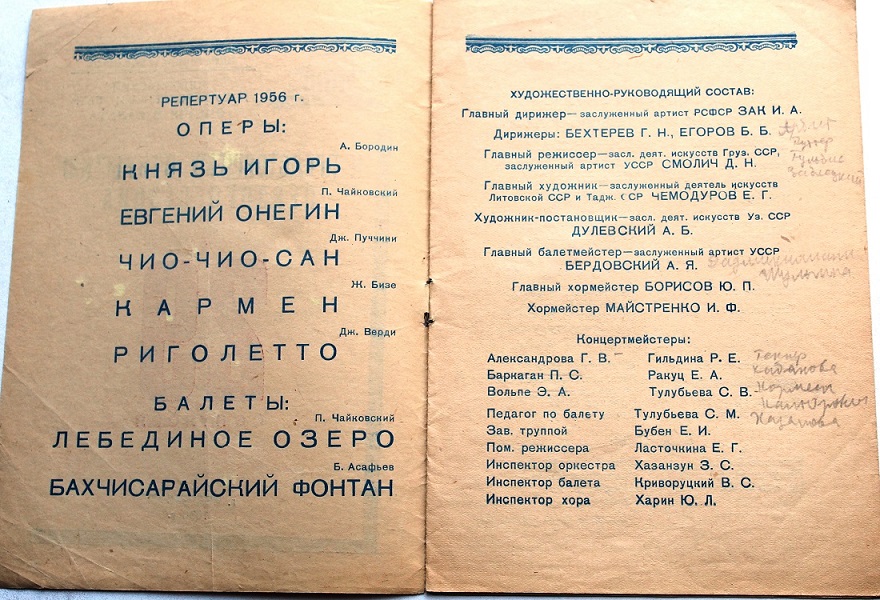 РЕПЕРТУАР 1956 г.
ОПЕРЫ:
А. Бородин
КНЯЗЬ ИГОРЬ
П. Чайковский
ЕВГЕНИЙ ОНЕГИН
Дж. Пуччини
ЧИО-ЧИО-САН
Ж. Бизе
КАРМЕН
Дж. Верди
РИГОЛЕТТО
БАЛЕТЫ:
П. Чайковский
ЛЕБЕДИНОЕ ОЗЕРО
Б. Асафьев
БАХЧИСАРАЙСКИЙ ФОНТАН
ХУДОЖЕСТВЕННО-РУКОВОДЯЩИЙ СОСТАВ:
Главный дирижер—заслуженный артист РСФСР ЗАК И. А.
Дирижеры: БЕХТЕРЕВ Г. Н., ЕГОРОВ Б. Б.
Главный режиссер—засл. деят. искусств Груз. ССР,
заслуженный артист УССР СМОЛИЧ Д. Н.
Главный художник—заслуженный деятель искусств
Литовской ССР и Тадж. ССР ЧЕМОДУРОВ Е. Г.
Художник-постановщик—засл. деят. искусств Уз. ССР
ДУЛЕВСКИЙ А. Б.
Главный балетмейстер—заслуженный артист УССР
БЕРДОВСКИЙ А. Я.
Главный хормейстер БОРИСОВ Ю. П.
Хормейстер МАЙСТРЕНКО И. Ф.
Концертмейстеры:
Александрова Г. В. Гильдина Р. Е.
Баркаган П. С. Ракуц Е. А.
Вольпе Э. А. Тулубьева С. В.
Педагог по балету Тулубьева С. М.
Зав. труппой Бубен Е. И.
Пом. режиссера Ласточкина Е. Г.
Инспектор оркестра Хазанзун З. С.
Инспектор балета Криворуцкий В. С.
Инспектор хора Харин Ю. Л.